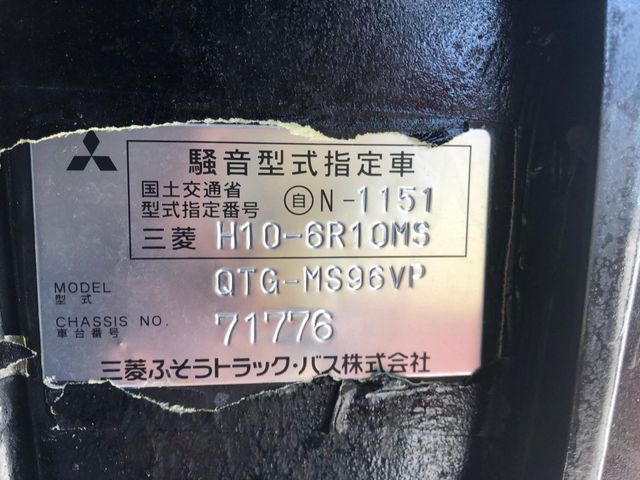 騒音型式指定車
国土交通省
型式指定番号 自 N-1151
三菱 H10-6R10MS
MODEL
型式 QTG-MS96VP
CHASSIS NO.
車台番号 71776
三菱ふそうトラック・バス株式会社